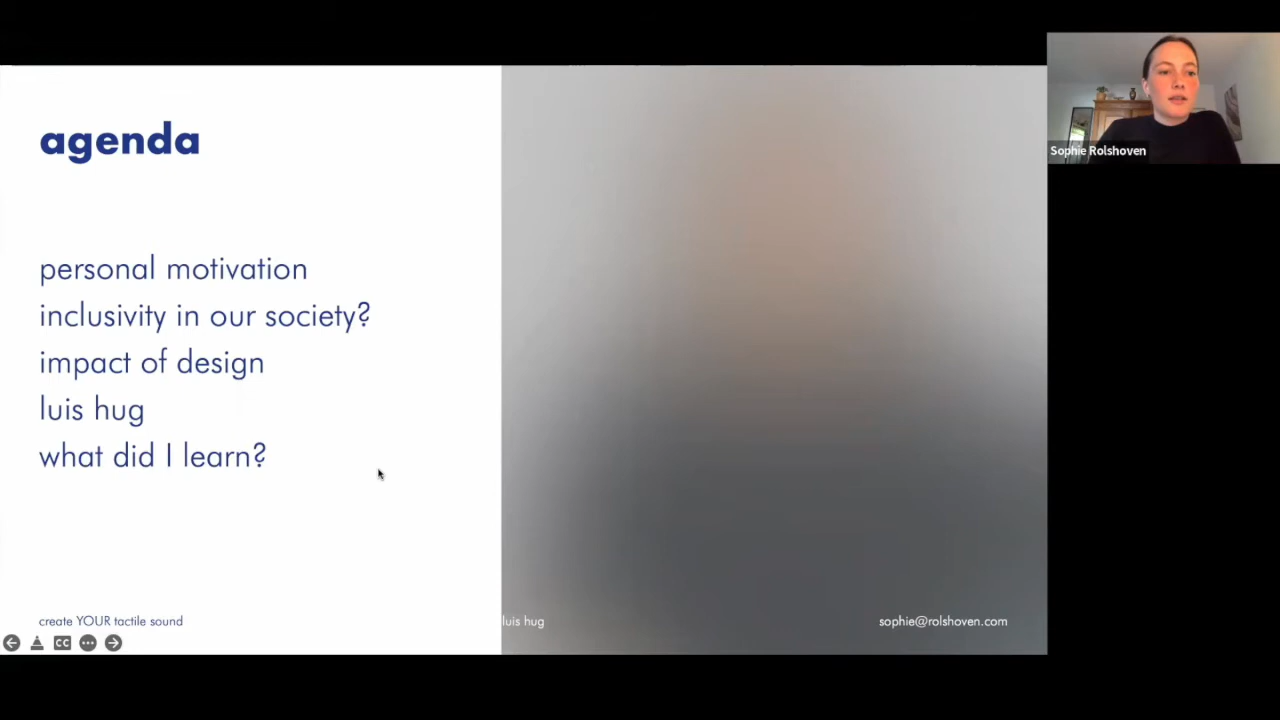 agenda
personal motivation
inclusivity in our society?
impact of design
luis hug
what did I learn?
create YOUR tactile sound
luis hug
sophie@rolshoven.com
CC
Sophie Rolshoven